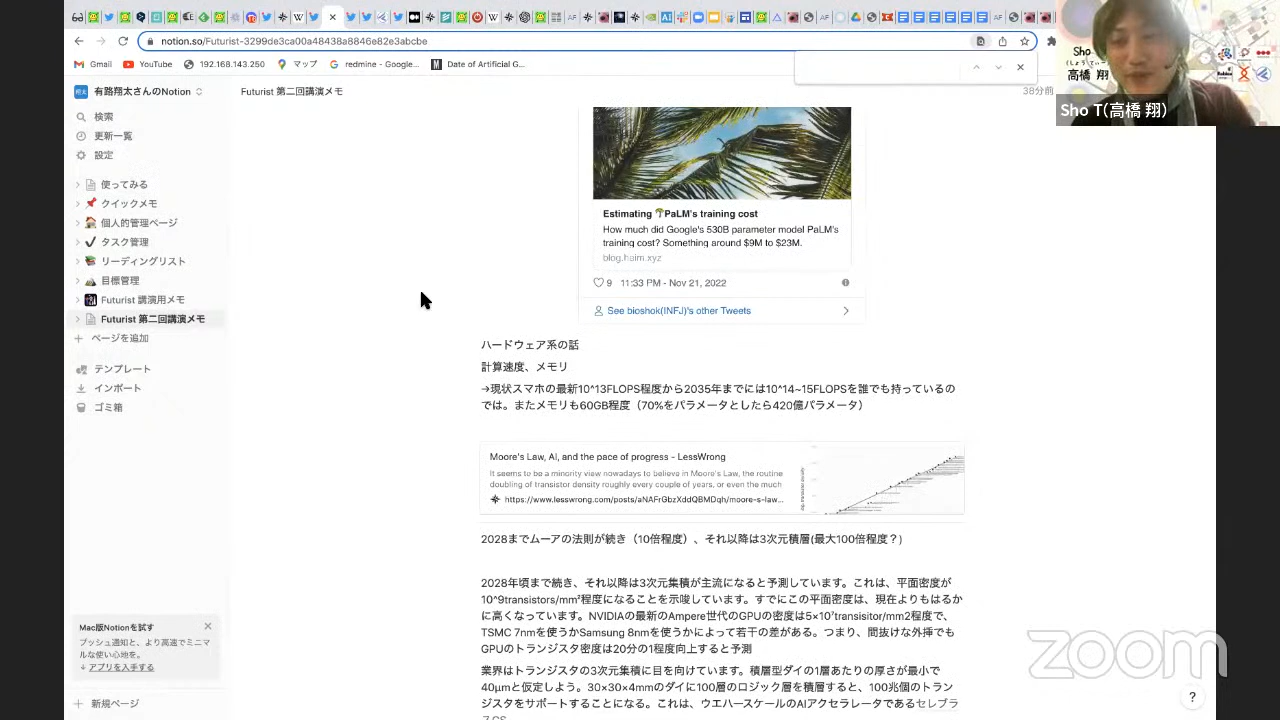 notion.so/Futurist-3299de3ca00a48438a8846e82e3abcbe
Gmail
YouTube
192.168.143.250
マップ
redmine - Google...
Date of Artificial G...
有路翔太さんのNotion
Futurist 第二回講演メモ
38分前
検索
更新一覧
設定
使ってみる
クイックメモ
個人的管理ページ
タスク管理
リーディングリスト
目標管理
Futurist 講演用メモ
Futurist 第二回講演メモ
ページを追加
テンプレート
インポート
ゴミ箱
Mac版Notionを試す
プッシュ通知と、より高速でミニマ
ルな使い心地を。
↓ アプリを入手する
新規ページ
Estimating 🌴PaLM's training cost
How much did Google's 530B parameter model PaLM's
training cost? Something around $9M to $23M.
blog.heim.xyz
9 11:33 PM - Nov 21, 2022
See bioshok(INFJ)'s other Tweets
ハードウェア系の話
計算速度、メモリ
→現状スマホの最新10^13FLOPS程度から2035年までには10^14~15FLOPSを誰でも持っているの
では。またメモリも60GB程度（70%をパラメータとしたら420億パラメータ）
Moore's Law, AI, and the pace of progress - LessWrong
It seems to be a minority view nowadays to believe in Moore's Law, the routine
doubling of transistor density roughly every couple of years, or even the much
https://www.lesswrong.com/posts/aNAFrGbzXddQBMDqh/moore-s-law...
2028までムーアの法則が続き（10倍程度）、それ以降は3次元積層(最大100倍程度？)
2028年頃まで続き、それ以降は3次元集積が主流になると予測しています。これは、平面密度が
10^9transistors/mm²程度になることを示唆しています。すでにこの平面密度は、現在よりもはるか
に高くなっています。NVIDIAの最新のAmpere世代のGPUの密度は5×10⁷transisitor/mm2程度で、
TSMC 7nmを使うかSamsung 8nmを使うかによって若干の差がある。つまり、間抜けな外挿でも
GPUのトランジスタ密度は20分の1程度向上すると予測
業界はトランジスタの3次元集積に目を向けています。積層型ダイの1層あたりの厚さが最小で
40μmと仮定しよう。30×30×4mmのダイに100層のロジック層を積層すると、100兆個のトラン
ジスタをサポートすることになる。これは、ウエハースケールのAIアクセラレータであるセレブラ
Sho
高橋 翔
Sho T(高橋 翔)
zoom
?